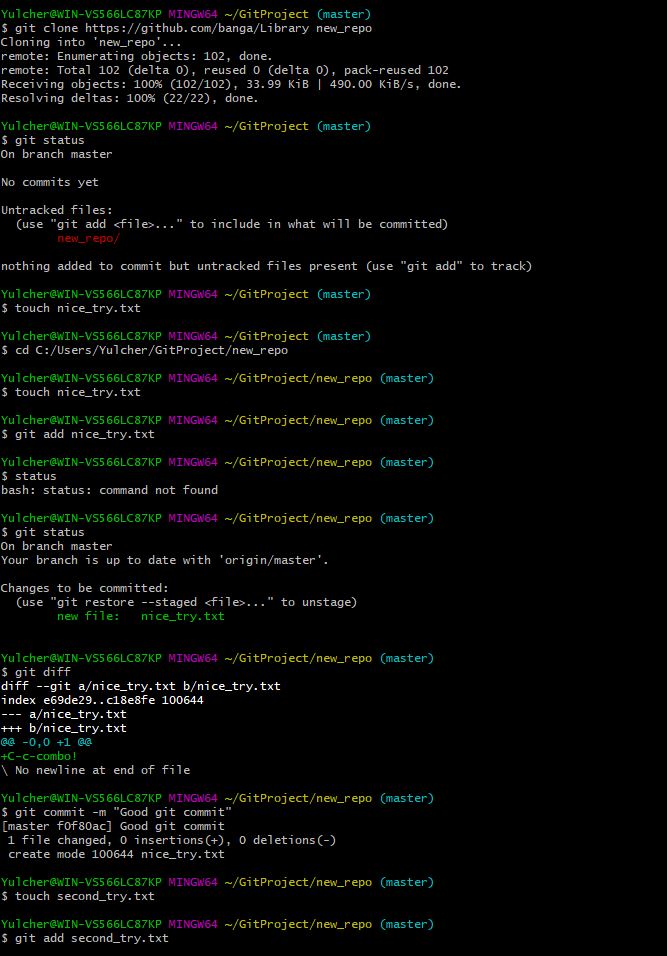 Yulcher@WIN-VS566LC87KP MINGW64 ~/GitProject (master)
$ git clone https://github.com/banga/Library new_repo
Cloning into 'new_repo'...
remote: Enumerating objects: 102, done.
remote: Total 102 (delta 0), reused 0 (delta 0), pack-reused 102
Receiving objects: 100% (102/102), 33.99 KiB | 490.00 KiB/s, done.
Resolving deltas: 100% (22/22), done.
Yulcher@WIN-VS566LC87KP MINGW64 ~/GitProject (master)
$ git status
On branch master
No commits yet
Untracked files:
(use "git add <file>..." to include in what will be committed)
new_repo/
nothing added to commit but untracked files present (use "git add" to track)
Yulcher@WIN-VS566LC87KP MINGW64 ~/GitProject (master)
$ touch nice_try.txt
Yulcher@WIN-VS566LC87KP MINGW64 ~/GitProject (master)
$ cd C:/Users/Yulcher/GitProject/new_repo
Yulcher@WIN-VS566LC87KP MINGW64 ~/GitProject/new_repo (master)
$ touch nice_try.txt
Yulcher@WIN-VS566LC87KP MINGW64 ~/GitProject/new_repo (master)
$ git add nice_try.txt
Yulcher@WIN-VS566LC87KP MINGW64 ~/GitProject/new_repo (master)
$ status
bash: status: command not found
Yulcher@WIN-VS566LC87KP MINGW64 ~/GitProject/new_repo (master)
$ git status
On branch master
Your branch is up to date with 'origin/master'.
Changes to be committed:
(use "git restore --staged <file>..." to unstage)
new file:   nice_try.txt
Yulcher@WIN-VS566LC87KP MINGW64 ~/GitProject/new_repo (master)
$ git diff
diff --git a/nice_try.txt b/nice_try.txt
index e69de29..c18e8fe 100644
--- a/nice_try.txt
+++ b/nice_try.txt
@@ -0,0 +1 @@
+C-c-combo!
\ No newline at end of file
Yulcher@WIN-VS566LC87KP MINGW64 ~/GitProject/new_repo (master)
$ git commit -m "Good git commit"
[master f0f80ac] Good git commit
1 file changed, 0 insertions(+), 0 deletions(-)
create mode 100644 nice_try.txt
Yulcher@WIN-VS566LC87KP MINGW64 ~/GitProject/new_repo (master)
$ touch second_try.txt
Yulcher@WIN-VS566LC87KP MINGW64 ~/GitProject/new_repo (master)
$ git add second_try.txt